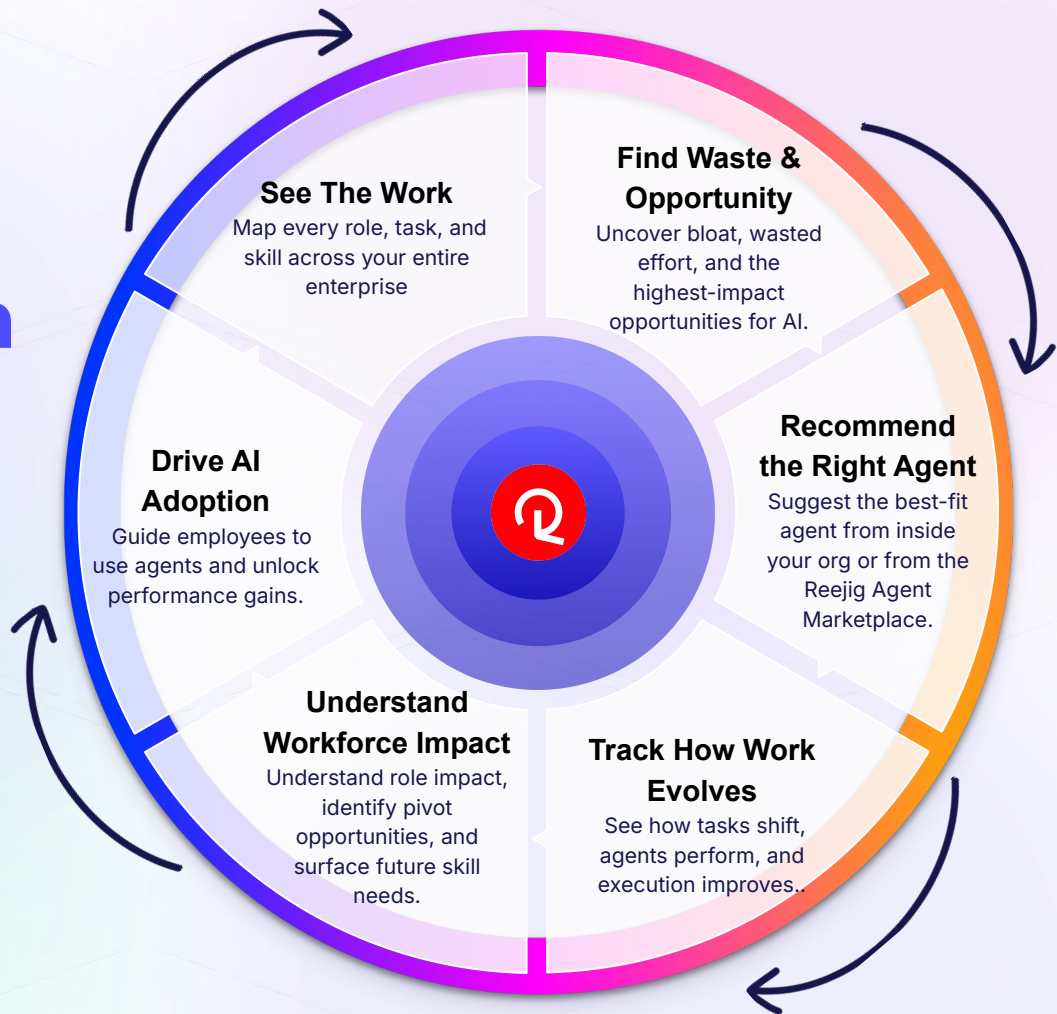 See The Work
Map every role, task, and
skill across your entire
enterprise
Find Waste &
Opportunity
Uncover bloat, wasted
effort, and the
highest-impact
opportunities for AI.
Recommend
the Right Agent
Suggest the best-fit
agent from inside
your org or from the
Reejig Agent
Marketplace.
Track How Work
Evolves
See how tasks shift,
agents perform, and
execution improves..
Understand
Workforce Impact
Understand role impact,
identify pivot
opportunities, and
surface future skill
needs.
Drive AI
Adoption
Guide employees to
use agents and unlock
performance gains.